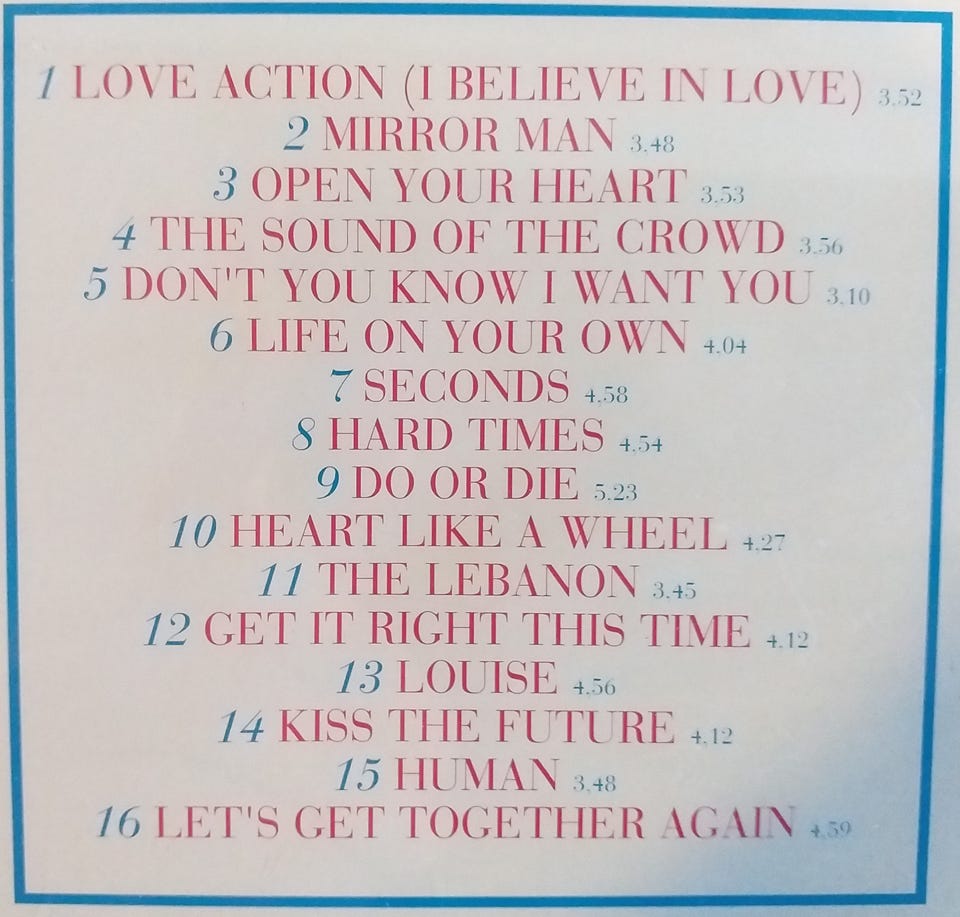 1 LOVE ACTION (I BELIEVE IN LOVE) 3.52
2 MIRROR MAN 3.48
3 OPEN YOUR HEART 3.53
4 THE SOUND OF THE CROWD 3.56
5 DON'T YOU KNOW I WANT YOU 3.10
6 LIFE ON YOUR OWN 4.04
7 SECONDS 4.58
8 HARD TIMES 4.54
9 DO OR DIE 5.23
10 HEART LIKE A WHEEL 4.27
11 THE LEBANON 3.45
12 GET IT RIGHT THIS TIME 4.12
13 LOUISE 4.56
14 KISS THE FUTURE 4.12
15 HUMAN 3.48
16 LET'S GET TOGETHER AGAIN 4.59